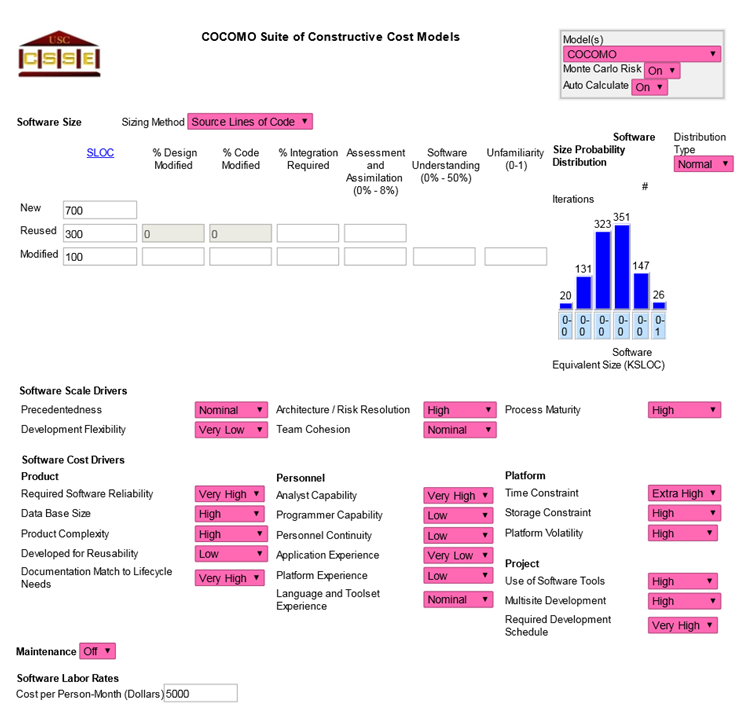 USC
CSSE
COCOMO Suite of Constructive Cost Models
Model(s)
COCOMO
Monte Carlo Risk On
Auto Calculate On
Software Size Sizing Method Source Lines of Code
SLOC
% Design
Modified
% Code
Modified
% Integration
Required
Assessment
and
Assimilation
(0% - 8%)
Software
Understanding
(0% - 50%)
Unfamiliarity
(0-1)
New 700
Reused 300 0 0
Modified 100
Software
Size Probability
Distribution
Distribution
Type
Normal
#
Iterations
20 131 323 351 147 26
0-0 0-0 0-0 0-0 0-0 0-1
Software
Equivalent Size (KSLOC)
Software Scale Drivers
Precedentedness Nominal Architecture / Risk Resolution High Process Maturity High
Development Flexibility Very Low Team Cohesion Nominal
Software Cost Drivers
Product
Required Software Reliability Very High
Data Base Size High
Product Complexity High
Developed for Reusability Low
Documentation Match to Lifecycle
Needs Very High
Personnel
Analyst Capability Very High
Programmer Capability Low
Personnel Continuity Low
Application Experience Very Low
Platform Experience Low
Language and Toolset
Experience Nominal
Platform
Time Constraint Extra High
Storage Constraint High
Platform Volatility High
Project
Use of Software Tools High
Multisite Development High
Required Development
Schedule Very High
Maintenance Off
Software Labor Rates
Cost per Person-Month (Dollars) 5000